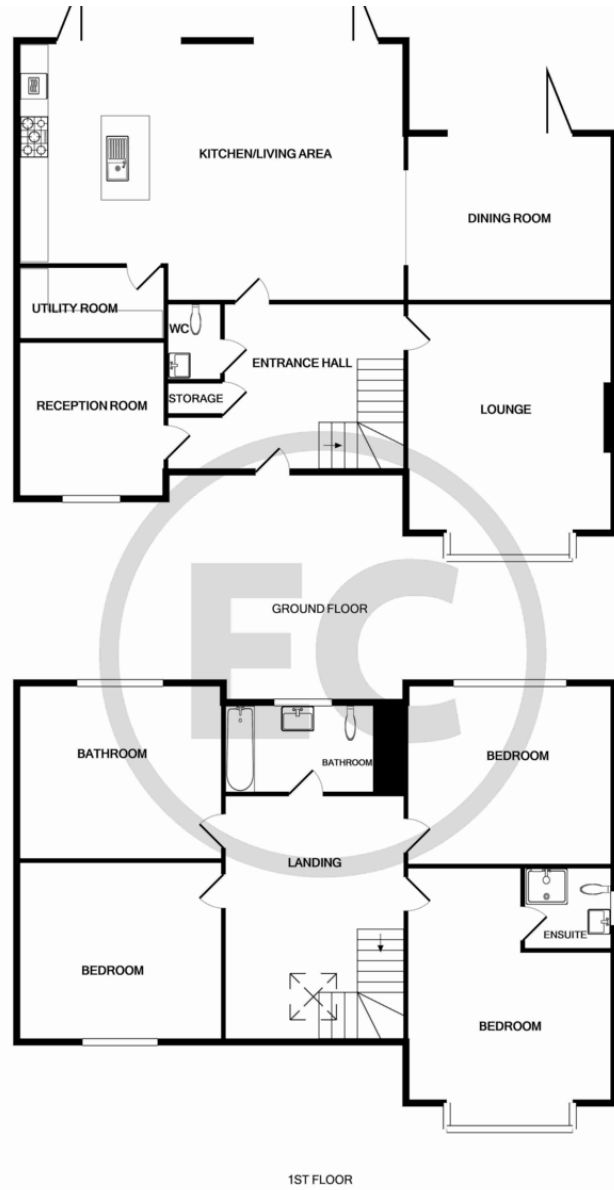 KITCHEN/LIVING AREA
DINING ROOM
UTILITY ROOM
WC
ENTRANCE HALL
STORAGE
RECEPTION ROOM
LOUNGE
EC
GROUND FLOOR
BATHROOM
BATHROOM
BEDROOM
LANDING
ENSUITE
BEDROOM
BEDROOM
1ST FLOOR